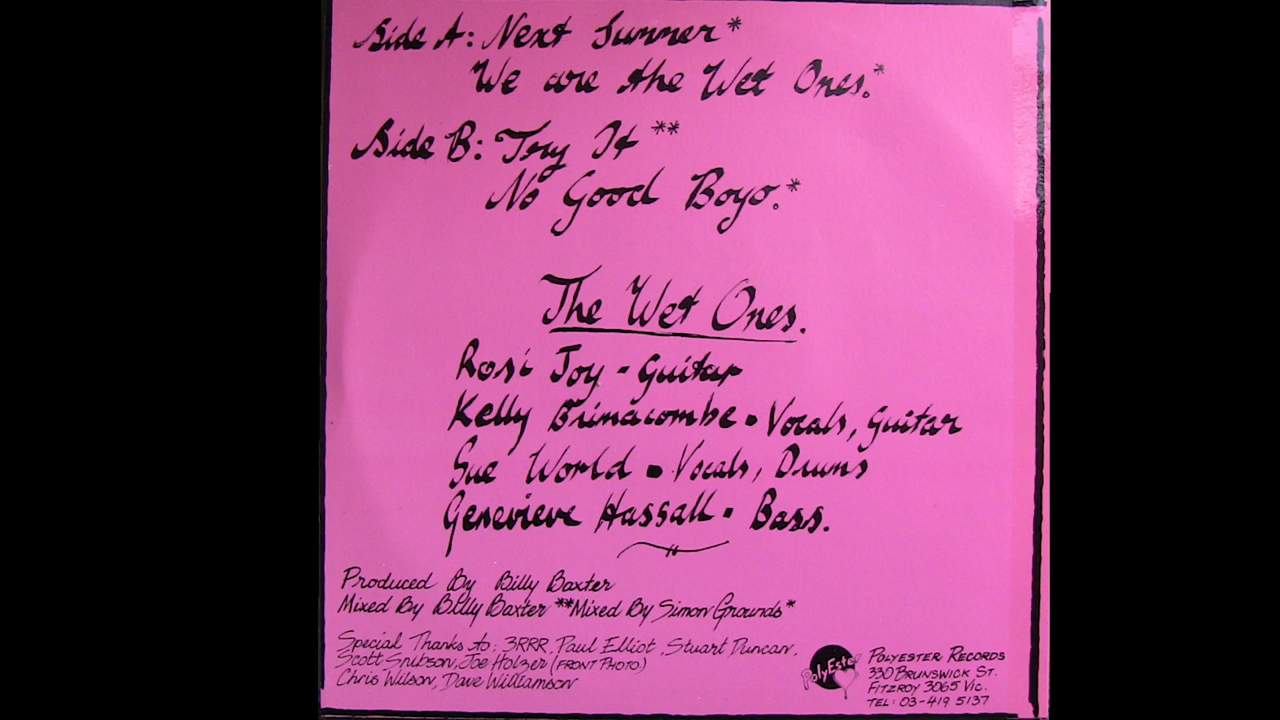 Side A: Next Summer*
We are the Wet Ones.*
Side B: Try It **
No Good Boyo.*
The Wet Ones.
Rosi Joy - Guitar
Kelly Brimacombe • Vocals, Guitar
Sue World • Vocals, Drums
Genevieve Hassall • Bass.
Produced By Billy Baxter
Mixed By Billy Baxter **Mixed By Simon Grounds*
Special Thanks to: 3RRR, Paul Elliot, Stuart Duncan,
Scott Snibson, Joe Holzer (FRONT PHOTO)
Chris Wilson, Dave Williamson
PolyEster
POLYESTER RECORDS
330 BRUNSWICK ST.
FITZROY 3065 VIC.
TEL: 03-419 5137